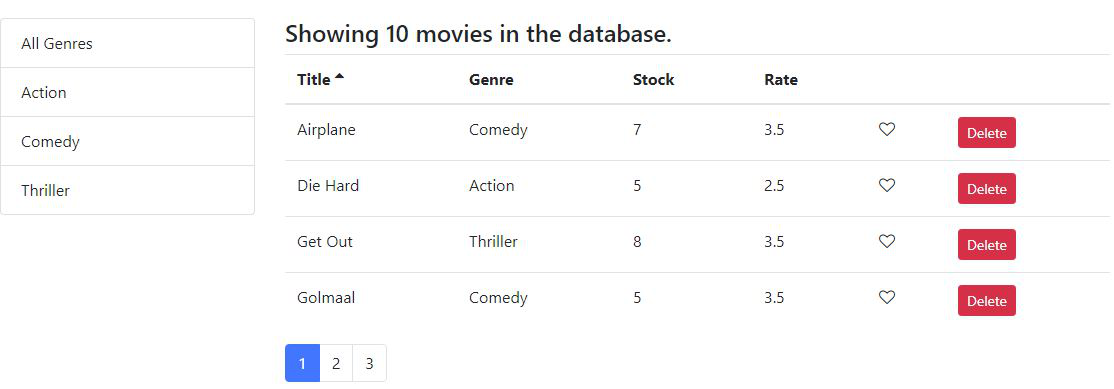 All Genres
Action
Comedy
Thriller
Showing 10 movies in the database.
Title Genre Stock Rate
Airplane Comedy 7 3.5 Delete
Die Hard Action 5 2.5 Delete
Get Out Thriller 8 3.5 Delete
Golmaal Comedy 5 3.5 Delete
1 2 3